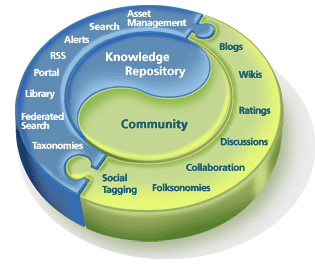 Asset
Management
Search
Alerts
RSS
Portal
Library
Federated
Search
Taxonomies
Knowledge
Repository
Community
Blogs
Wikis
Ratings
Discussions
Collaboration
Folksonomies
Social
Tagging